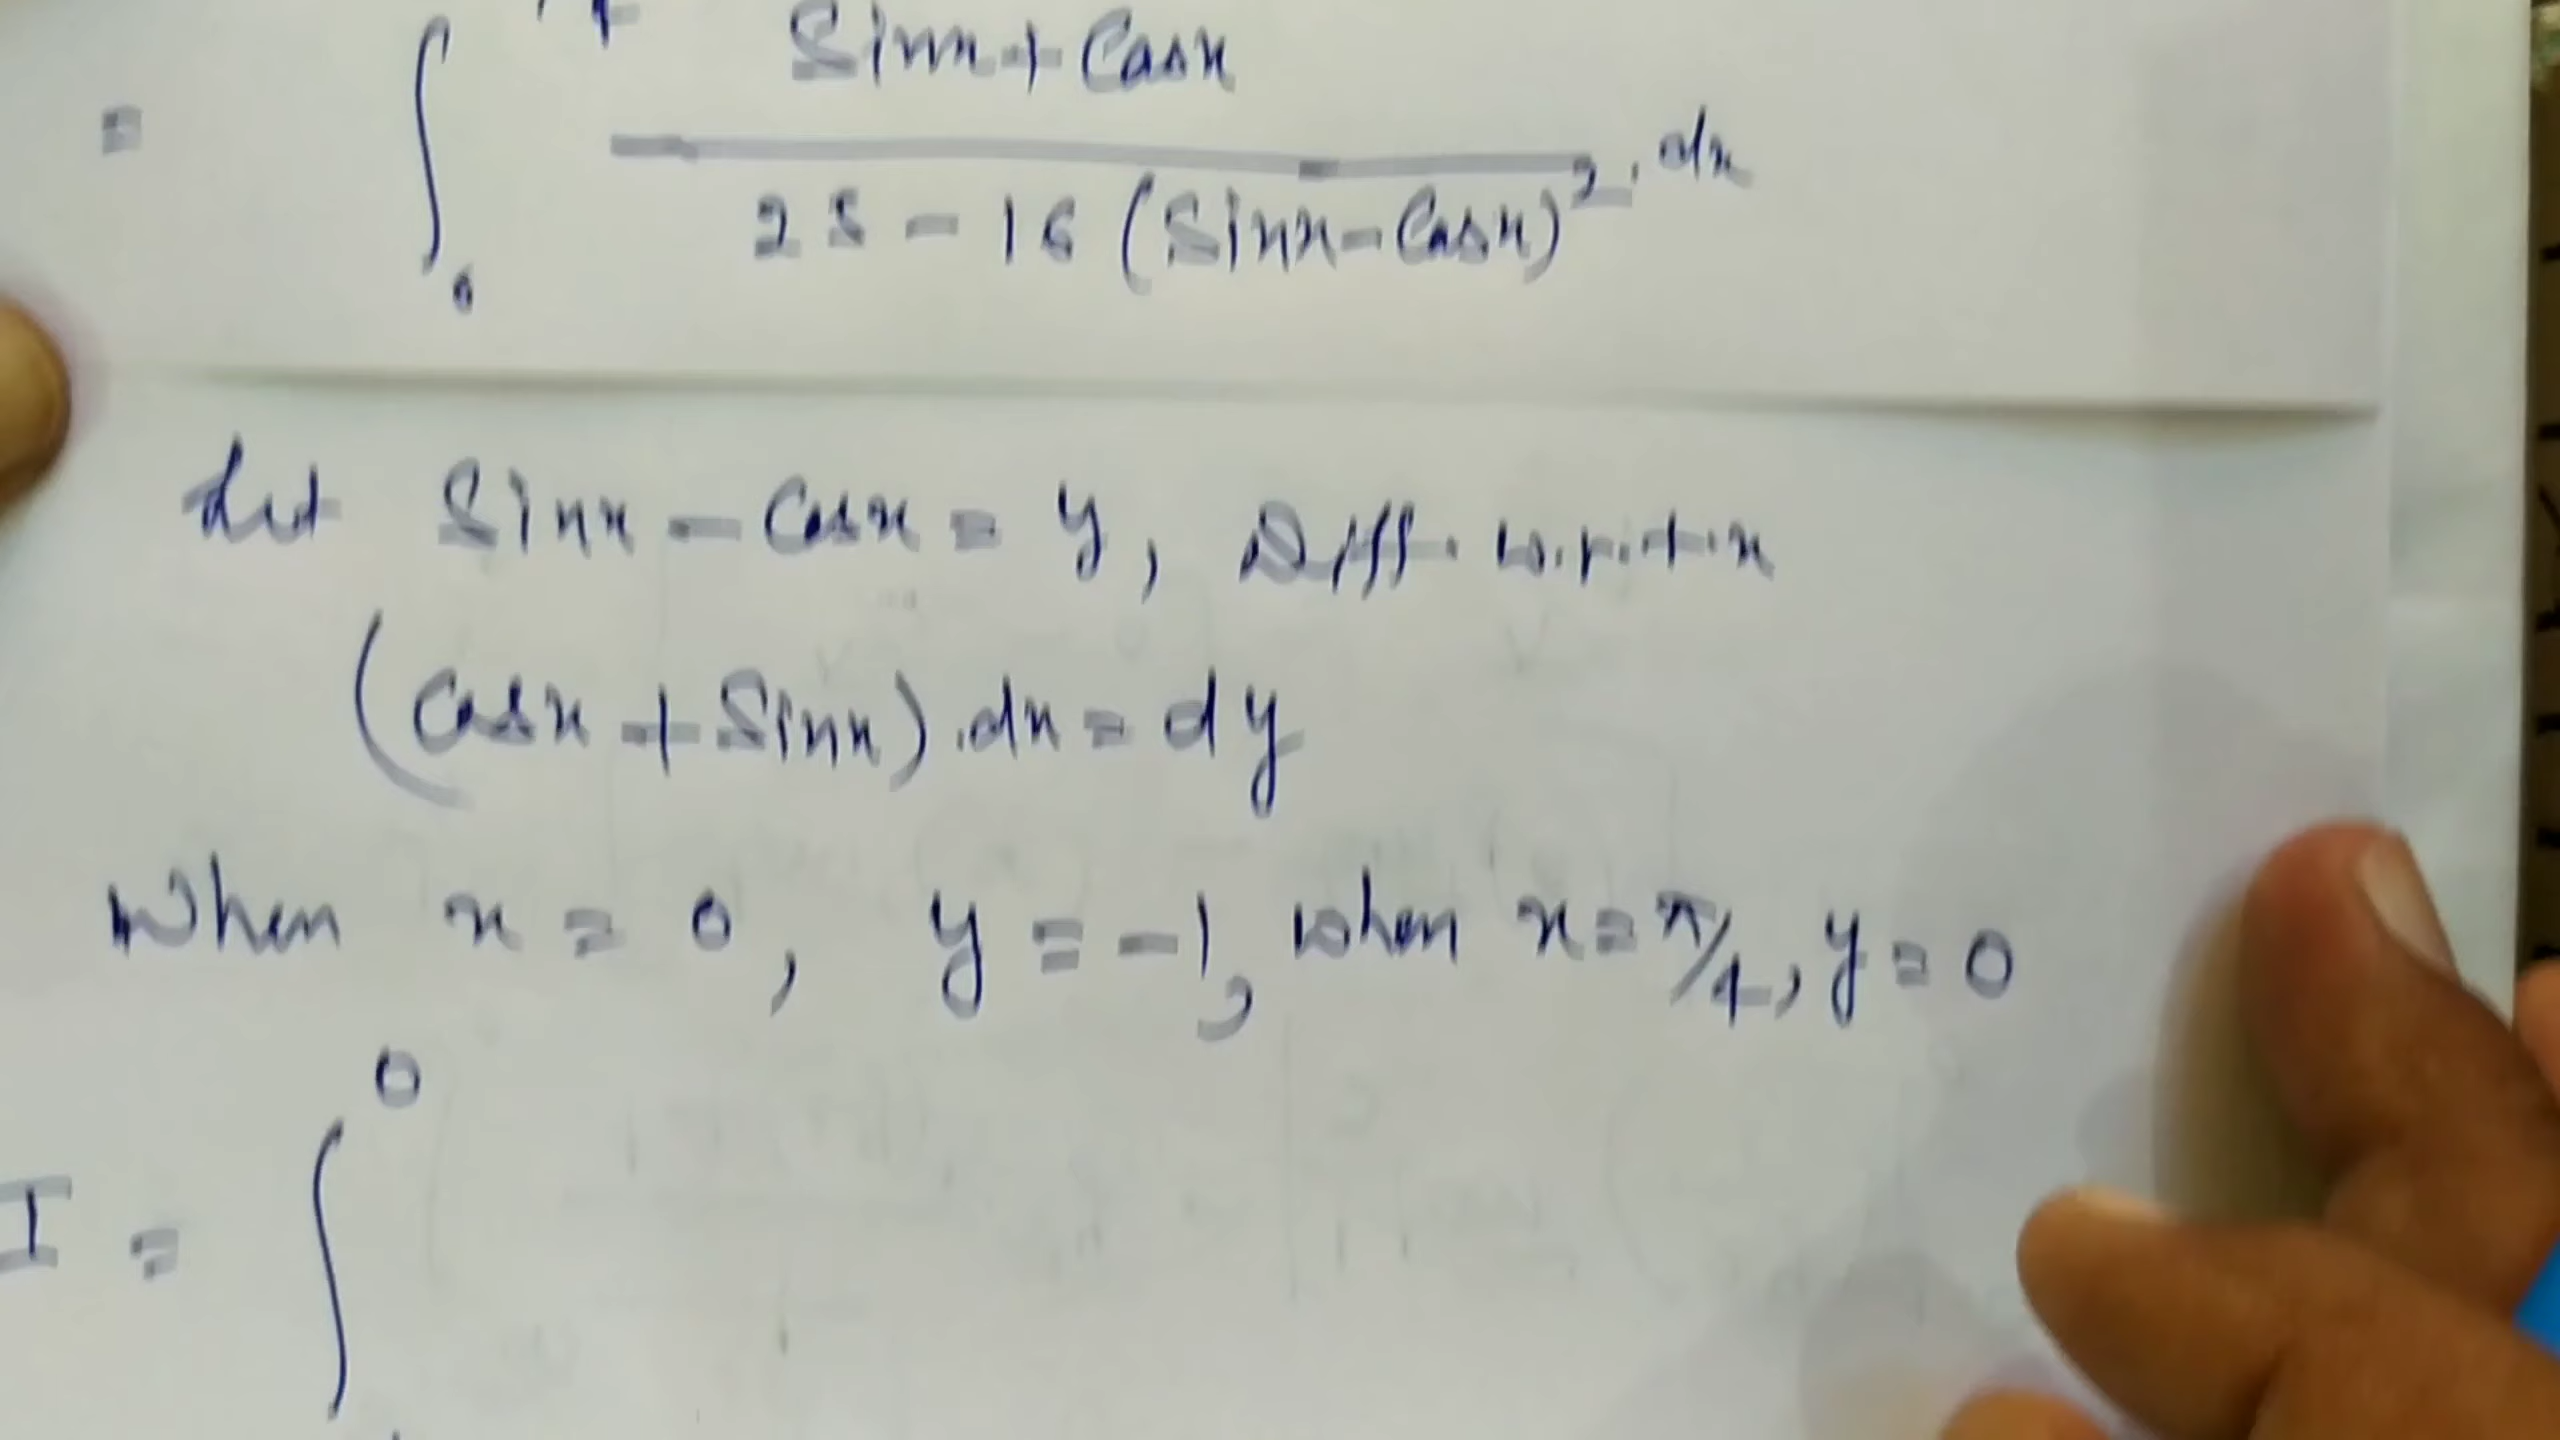 = ∫₀ Sinx + Cosx / 25 - 16 (Sinx - Cosx)² . dx
Let Sinx - Cosx = y, Diff. w.r.t.x
(Cosx + Sinx).dx = dy
When x = 0, y = -1, when x = π/4, y = 0
I = ∫⁰